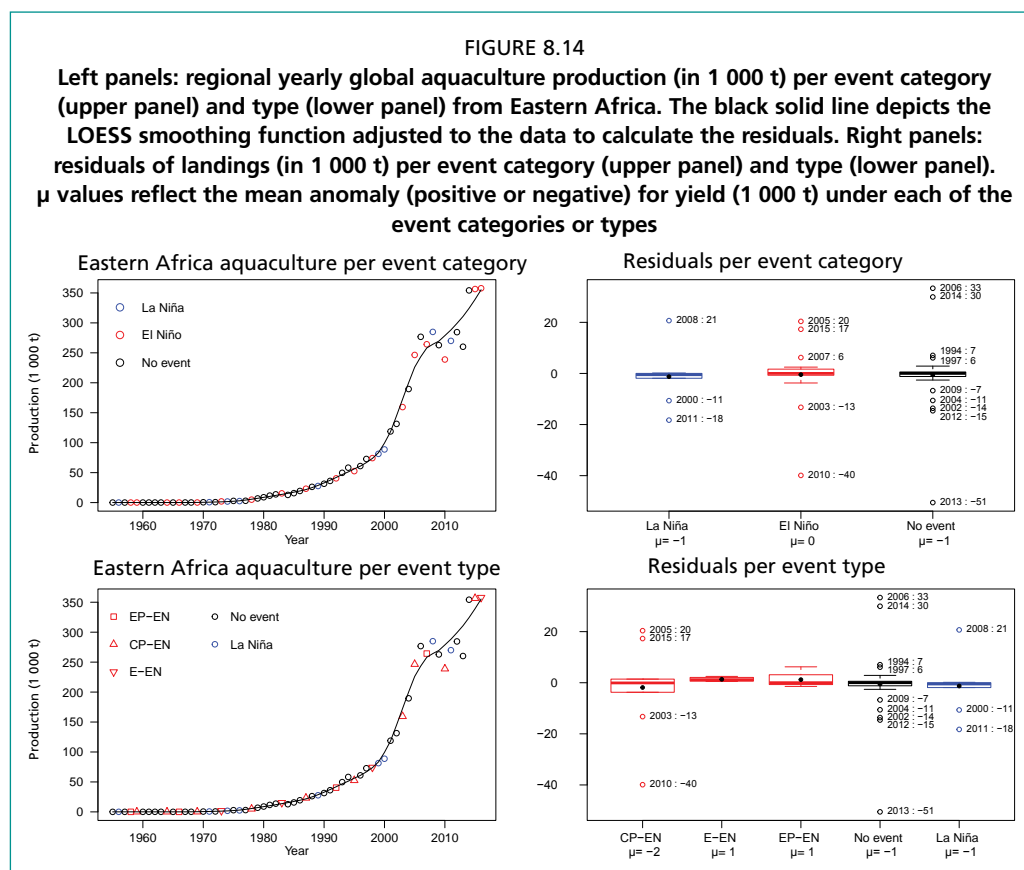 FIGURE 8.14
Left panels: regional yearly global aquaculture production (in 1 000 t) per event category
(upper panel) and type (lower panel) from Eastern Africa. The black solid line depicts the
LOESS smoothing function adjusted to the data to calculate the residuals. Right panels:
residuals of landings (in 1 000 t) per event category (upper panel) and type (lower panel).
µ values reflect the mean anomaly (positive or negative) for yield (1 000 t) under each of the
event categories or types
Eastern Africa aquaculture per event category
Production (1 000 t)
350
300
250
200
150
100
50
0
La Niña
El Niño
No event
1960 1970 1980 1990 2000 2010
Year
Residuals per event category
20
0
−20
−40
2008 : 21
2000 : −11
2011 : −18
2005 : 20
2015 : 17
2007 : 6
2003 : −13
2010 : −40
2006 : 33
2014 : 30
1994 : 7
1997 : 6
2009 : −7
2004 : −11
2002 : −14
2012 : −15
2013 : −51
La Niña El Niño No event
µ= −1 µ= 0 µ= −1
Eastern Africa aquaculture per event type
Production (1 000 t)
350
300
250
200
150
100
50
0
EP−EN No event
CP−EN La Niña
E−EN
1960 1970 1980 1990 2000 2010
Year
Residuals per event type
20
0
−20
−40
2005 : 20
2015 : 17
2003 : −13
2010 : −40
2006 : 33
2014 : 30
1994 : 7
1997 : 6
2009 : −7
2004 : −11
2002 : −14
2012 : −15
2013 : −51
2008 : 21
2000 : −11
2011 : −18
CP−EN E−EN EP−EN No event La Niña
µ= −2 µ= 1 µ= 1 µ= −1 µ= −1